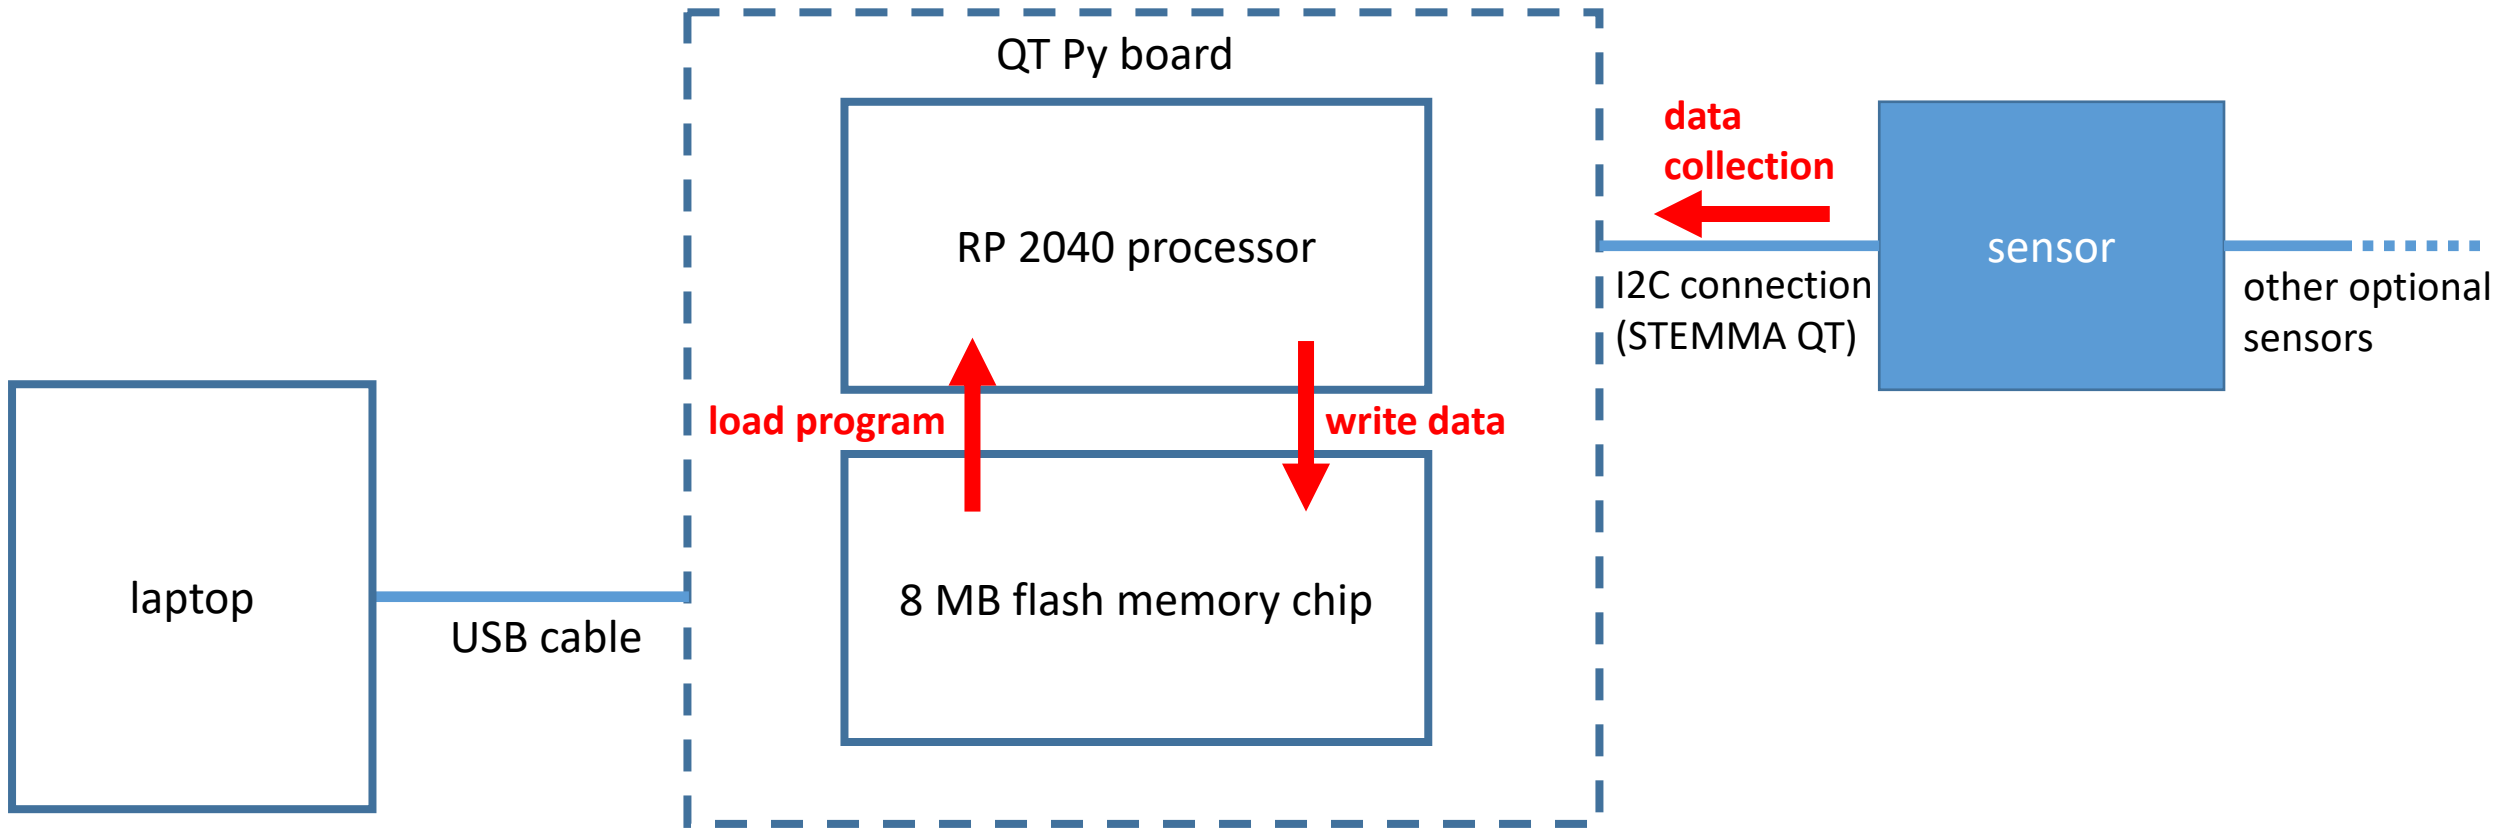 QT Py board
RP 2040 processor
load program
write data
8 MB flash memory chip
laptop
USB cable
data
collection
I2C connection
(STEMMA QT)
sensor
other optional
sensors